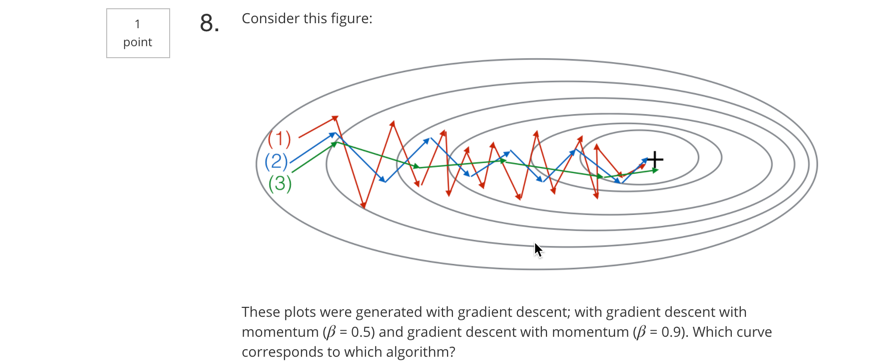 1
point
8.
Consider this figure:
(1)
(2)
(3)
These plots were generated with gradient descent; with gradient descent with
momentum (β = 0.5) and gradient descent with momentum (β = 0.9). Which curve
corresponds to which algorithm?